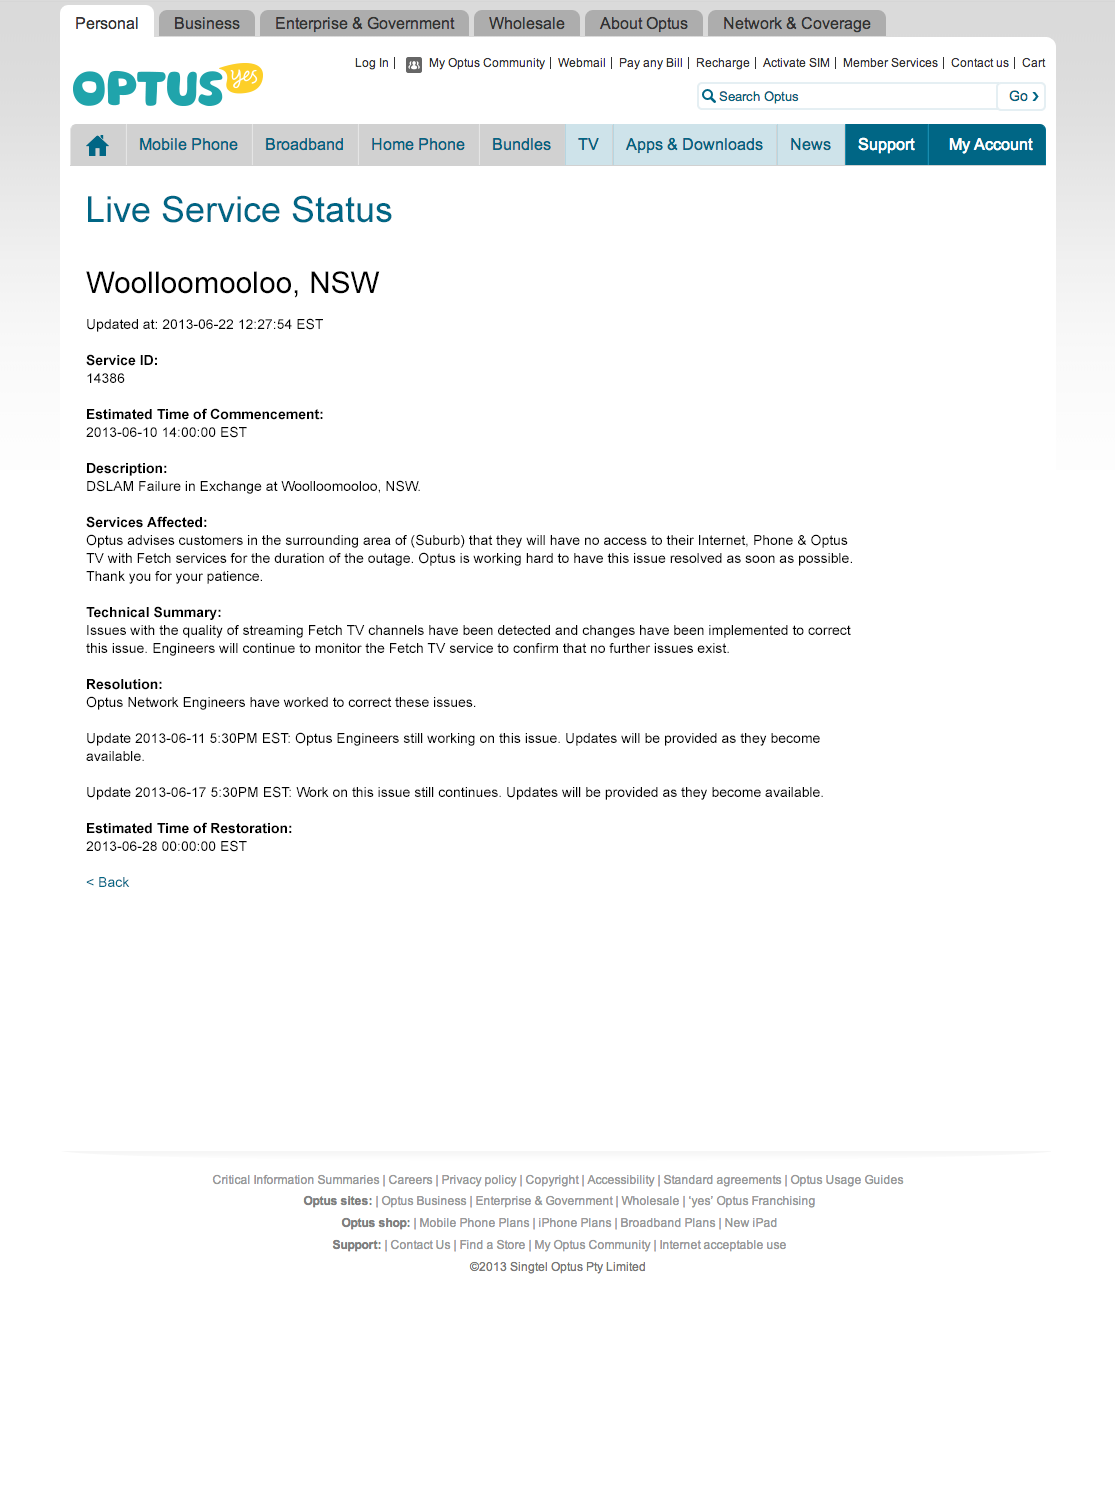 Personal Business Enterprise & Government Wholesale About Optus Network & Coverage
Log In | My Optus Community | Webmail | Pay any Bill | Recharge | Activate SIM | Member Services | Contact us | Cart
OPTUS yes
Search Optus Go ›
Mobile Phone Broadband Home Phone Bundles TV Apps & Downloads News Support My Account
Live Service Status
Woolloomooloo, NSW
Updated at: 2013-06-22 12:27:54 EST
Service ID:
14386
Estimated Time of Commencement:
2013-06-10 14:00:00 EST
Description:
DSLAM Failure in Exchange at Woolloomooloo, NSW.
Services Affected:
Optus advises customers in the surrounding area of (Suburb) that they will have no access to their Internet, Phone & Optus
TV with Fetch services for the duration of the outage. Optus is working hard to have this issue resolved as soon as possible.
Thank you for your patience.
Technical Summary:
Issues with the quality of streaming Fetch TV channels have been detected and changes have been implemented to correct
this issue. Engineers will continue to monitor the Fetch TV service to confirm that no further issues exist.
Resolution:
Optus Network Engineers have worked to correct these issues.
Update 2013-06-11 5:30PM EST: Optus Engineers still working on this issue. Updates will be provided as they become
available.
Update 2013-06-17 5:30PM EST: Work on this issue still continues. Updates will be provided as they become available.
Estimated Time of Restoration:
2013-06-28 00:00:00 EST
< Back
Critical Information Summaries | Careers | Privacy policy | Copyright | Accessibility | Standard agreements | Optus Usage Guides
Optus sites: | Optus Business | Enterprise & Government | Wholesale | 'yes' Optus Franchising
Optus shop: | Mobile Phone Plans | iPhone Plans | Broadband Plans | New iPad
Support: | Contact Us | Find a Store | My Optus Community | Internet acceptable use
©2013 Singtel Optus Pty Limited